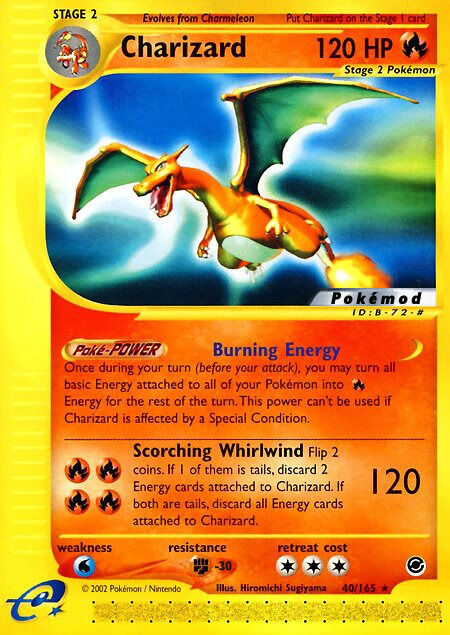 STAGE 2
Evolves from Charmeleon
Put Charizard on the Stage 1 card
Charizard
120 HP
Stage 2 Pokémon
Pokémod
ID:B-72-#
Poké-POWER
Burning Energy
Once during your turn (before your attack), you may turn all
basic Energy attached to all of your Pokémon into
Energy for the rest of the turn. This power can't be used if
Charizard is affected by a Special Condition.
Scorching Whirlwind Flip 2
coins. If 1 of them is tails, discard 2
Energy cards attached to Charizard. If
both are tails, discard all Energy cards
attached to Charizard.
120
weakness
resistance
retreat cost
-30
©2002 Pokémon / Nintendo
Illus. Hiromichi Sugiyama
40/165 ★
e